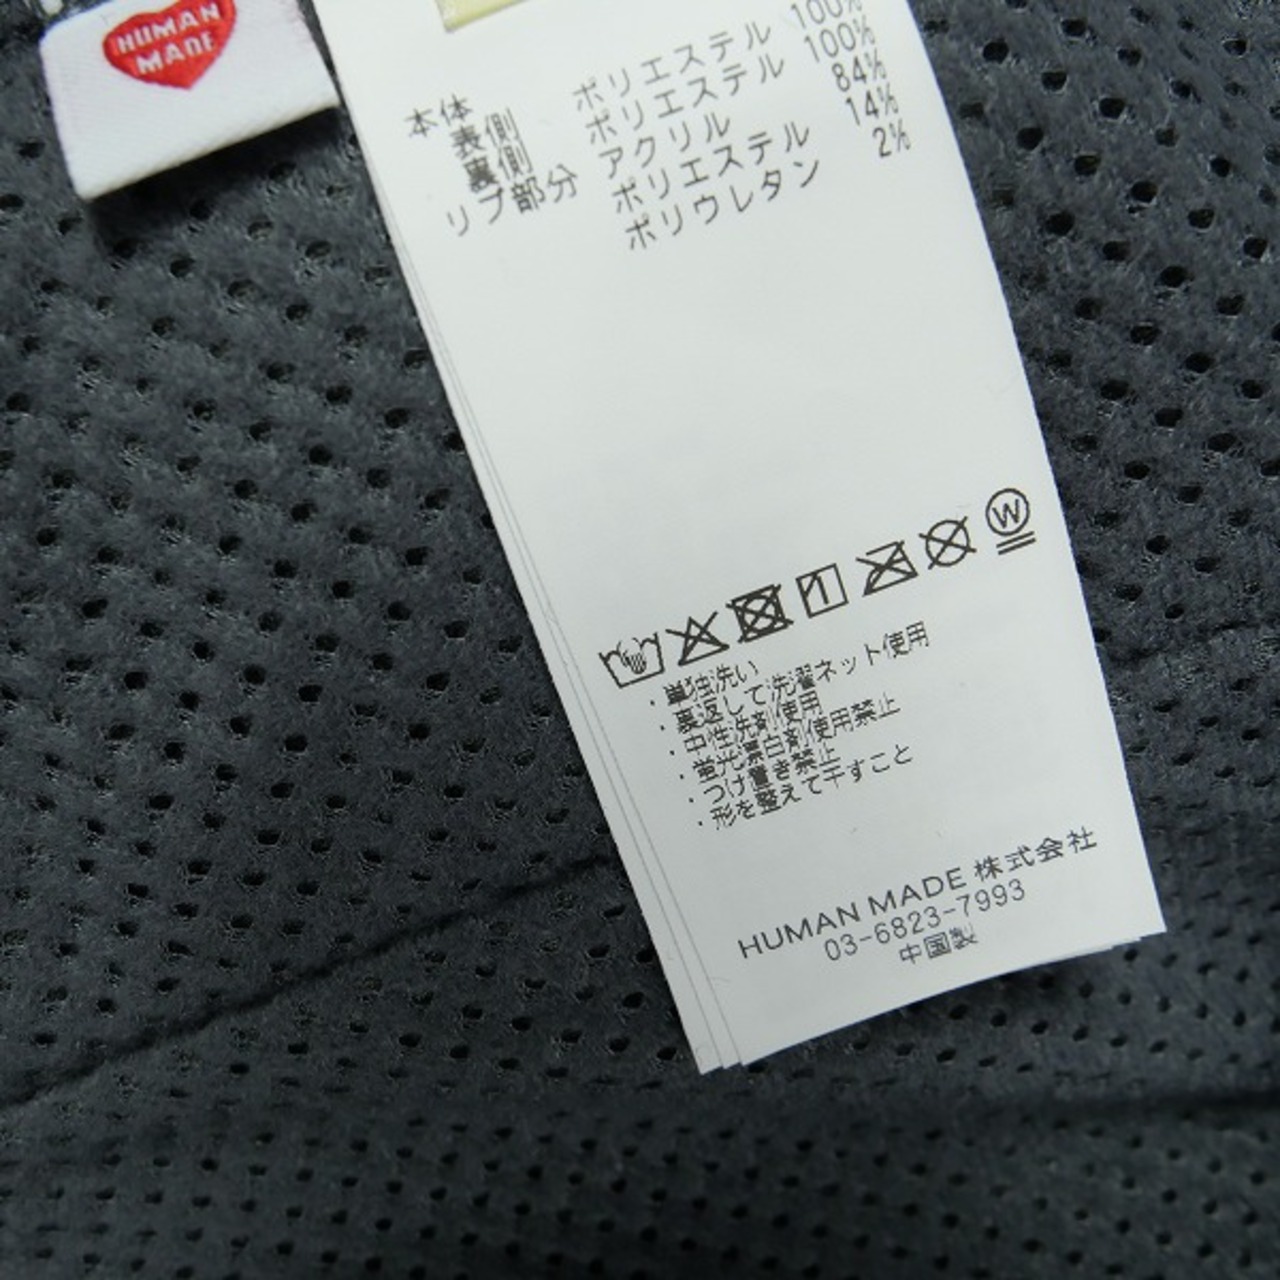 HUMAN
MADE
本体
表側 ポリエステル 100%
裏側 ポリエステル 100%
リブ部分 アクリル 84%
ポリエステル 14%
ポリウレタン 2%
W
・単独洗い
・裏返して洗濯ネット使用
・中性洗剤使用
・蛍光漂白剤使用禁止
・つけ置き禁止
・形を整えて干すこと
HUMAN MADE 株式会社
03-6823-7993
中国製